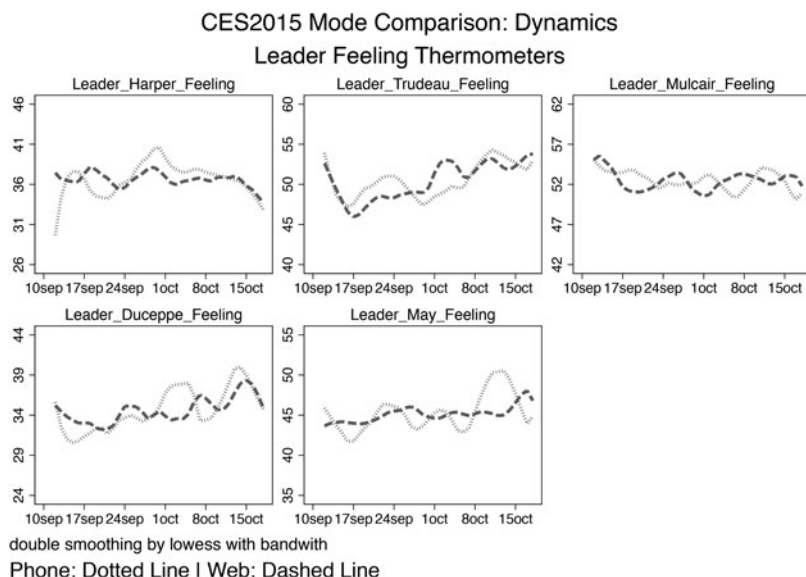 CES2015 Mode Comparison: Dynamics
Leader Feeling Thermometers
Leader_Harper_Feeling
46
41
36
31
26
10sep 17sep 24sep 1oct 8oct 15oct
Leader_Trudeau_Feeling
60
55
50
45
40
10sep 17sep 24sep 1oct 8oct 15oct
Leader_Mulcair_Feeling
62
57
52
47
42
10sep 17sep 24sep 1oct 8oct 15oct
Leader_Duceppe_Feeling
44
39
34
29
24
10sep 17sep 24sep 1oct 8oct 15oct
Leader_May_Feeling
55
50
45
40
35
10sep 17sep 24sep 1oct 8oct 15oct
double smoothing by lowess with bandwith
Phone: Dotted Line | Web: Dashed Line